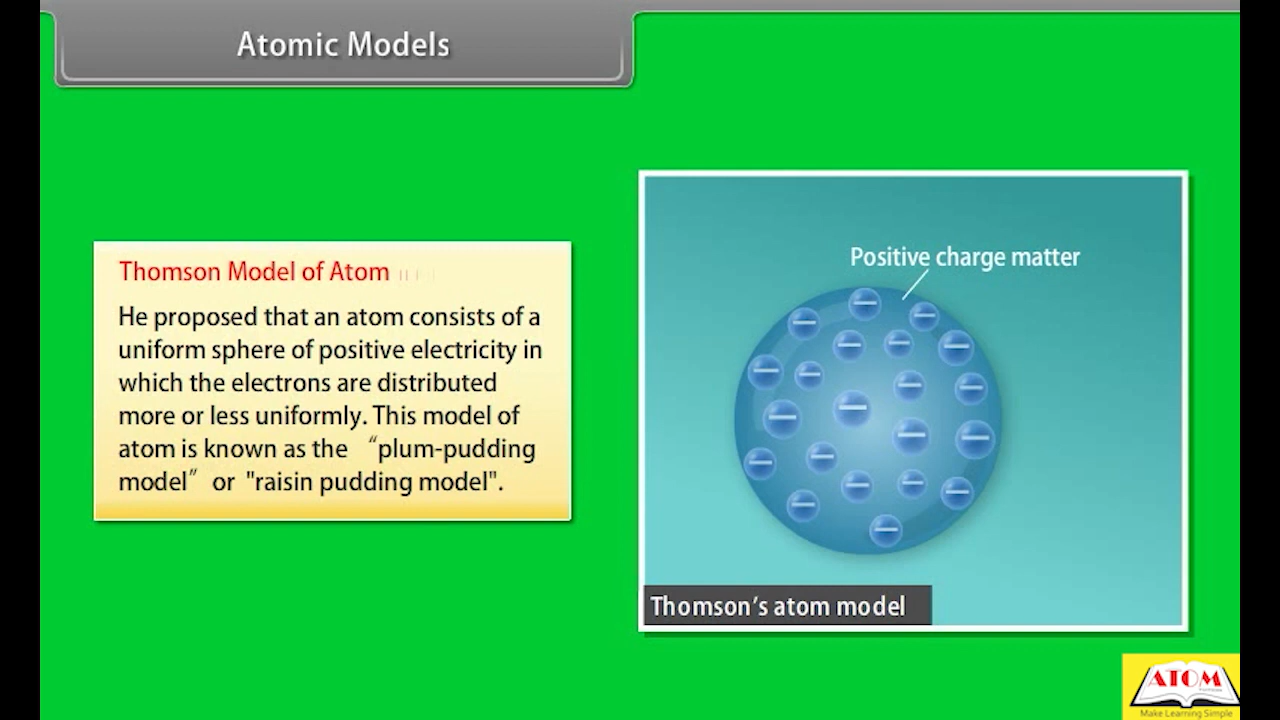 Atomic Models
Thomson Model of Atom
He proposed that an atom consists of a
uniform sphere of positive electricity in
which the electrons are distributed
more or less uniformly. This model of
atom is known as the “plum-pudding
model” or "raisin pudding model".
Positive charge matter
Thomson’s atom model
ATOM
Make Learning Simple